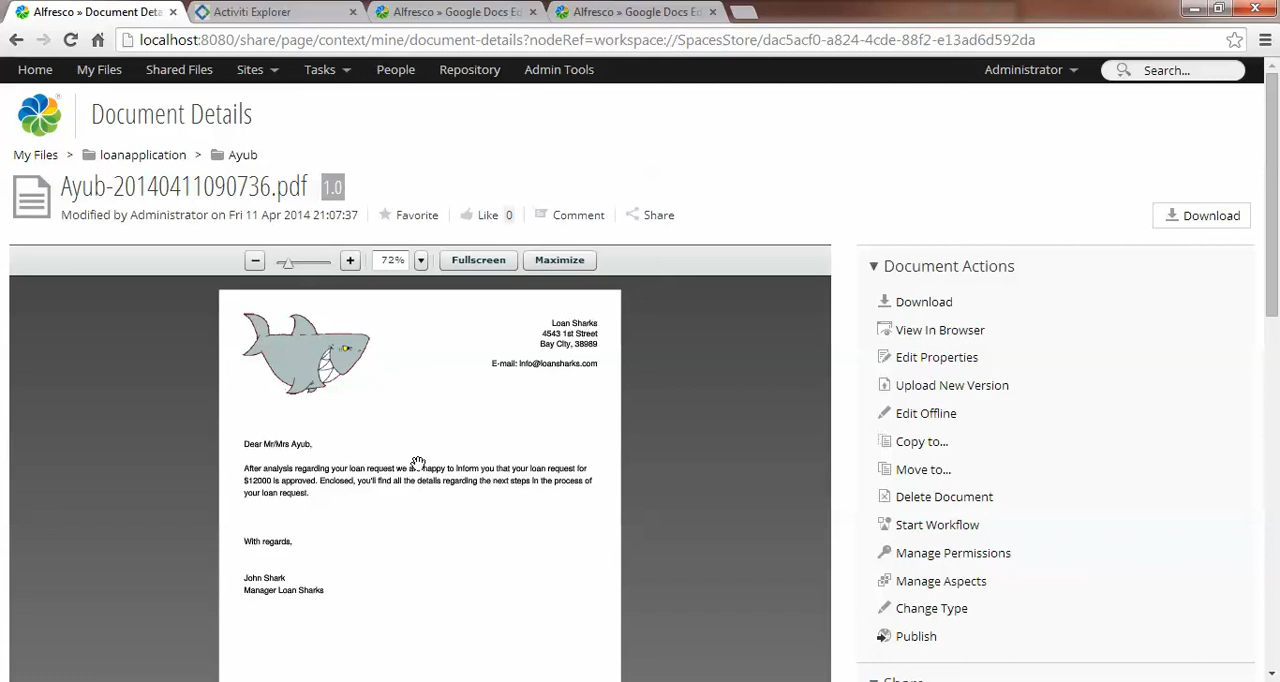 Alfresco » Document Deta
Activiti Explorer
Alfresco » Google Docs Ed
Alfresco » Google Docs Ed
localhost:8080/share/page/context/mine/document-details?nodeRef=workspace://SpacesStore/dac5acf0-a824-4cde-88f2-e13ad6d592da
Home My Files Shared Files Sites Tasks People Repository Admin Tools Administrator Search...
Document Details
My Files > loanapplication > Ayub
Ayub-20140411090736.pdf 1.0
Modified by Administrator on Fri 11 Apr 2014 21:07:37 Favorite Like 0 Comment Share
Download
72% Fullscreen Maximize
Loan Sharks
4543 1st Street
Bay City, 38989
E-mail: info@loansharks.com
Dear Mr/Mrs Ayub,
After analysis regarding your loan request we are happy to inform you that your loan request for
$12000 is approved. Enclosed, you'll find all the details regarding the next steps in the process of
your loan request.
With regards,
John Shark
Manager Loan Sharks
Document Actions
Download
View In Browser
Edit Properties
Upload New Version
Edit Offline
Copy to...
Move to...
Delete Document
Start Workflow
Manage Permissions
Manage Aspects
Change Type
Publish
Share